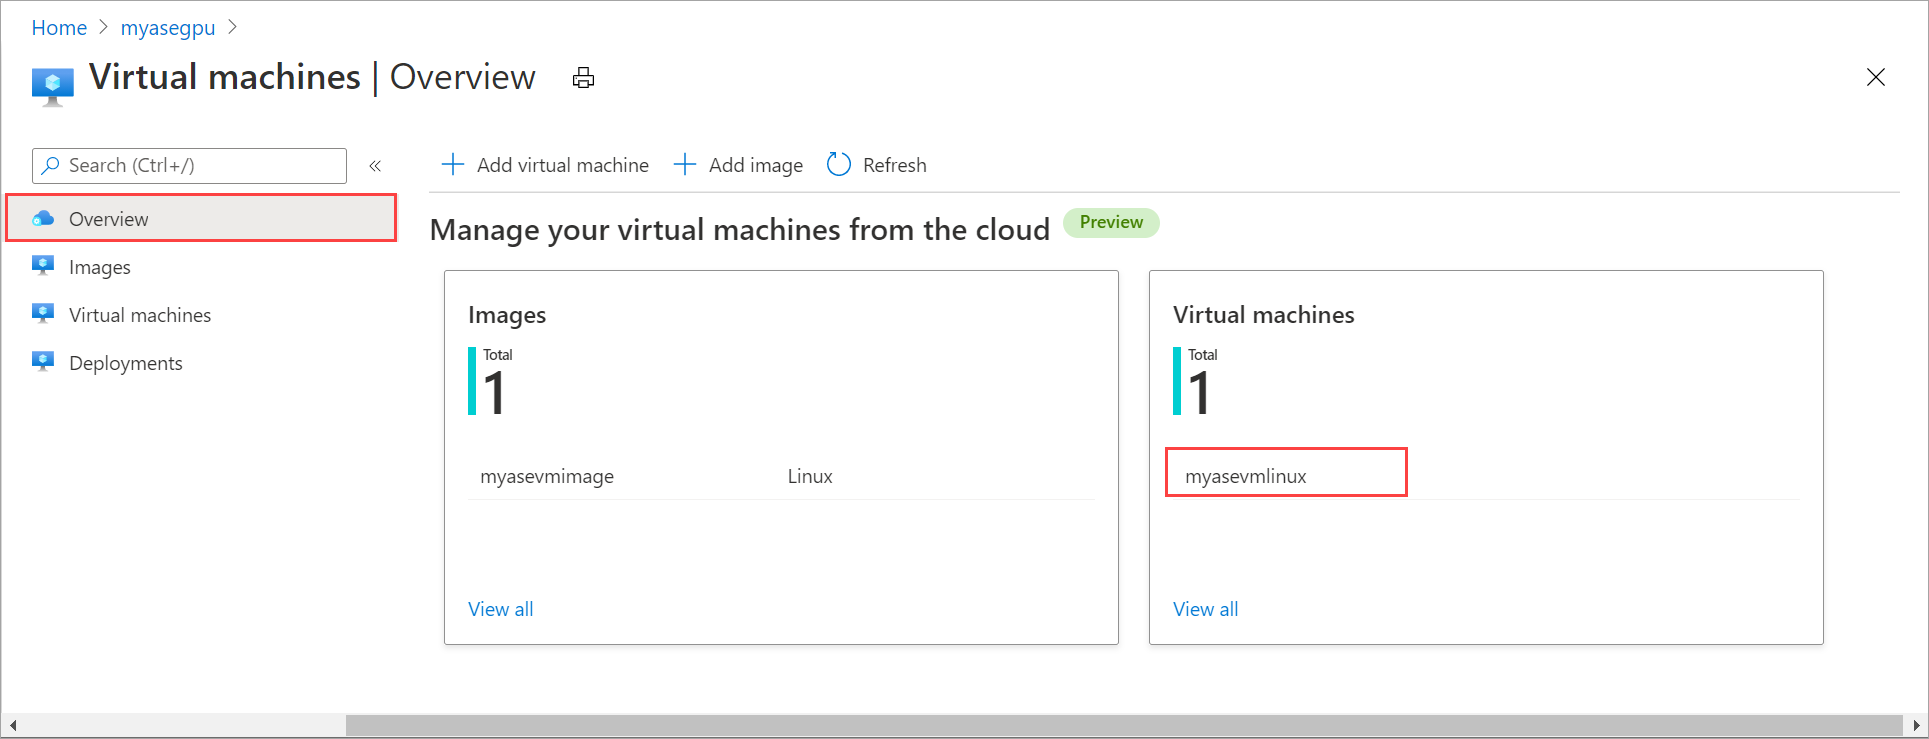 Home > myasegpu >
Virtual machines | Overview
Search (Ctrl+/) «
Add virtual machine Add image Refresh
Overview
Images
Virtual machines
Deployments
Manage your virtual machines from the cloud Preview
Images
Total
1
myasevmimage Linux
View all
Virtual machines
Total
1
myasevmlinux
View all